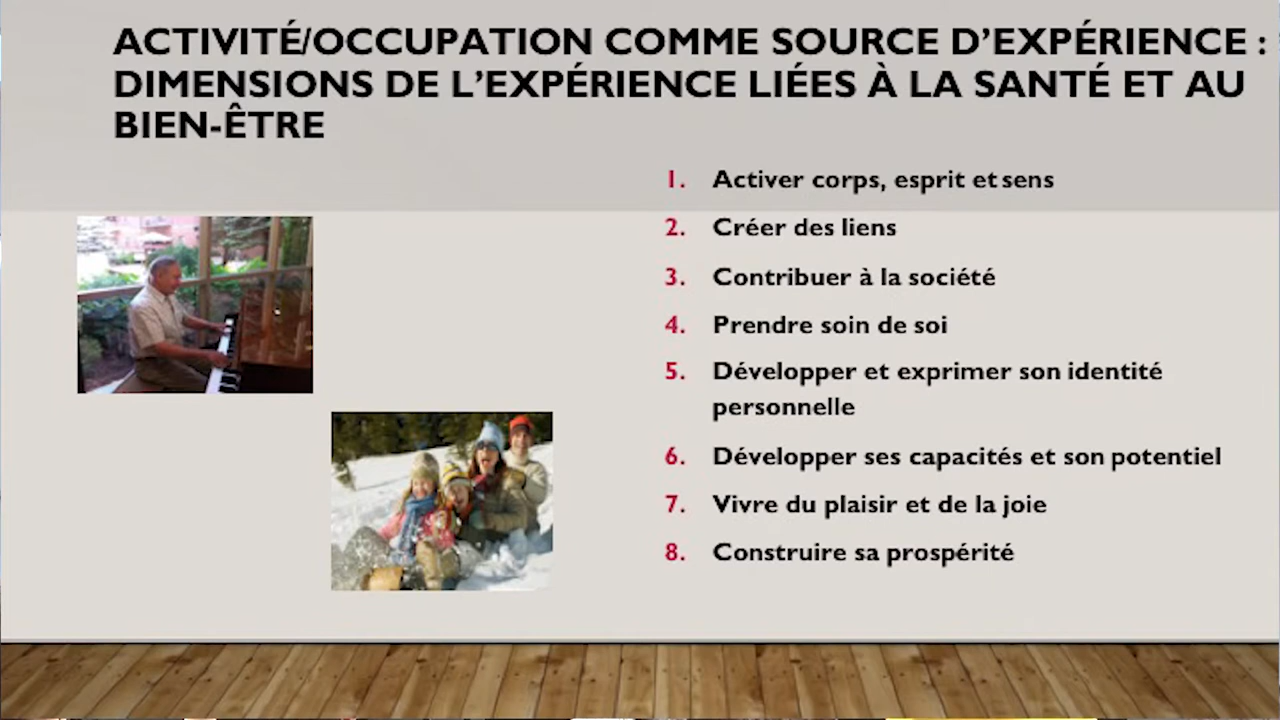 ACTIVITÉ/OCCUPATION COMME SOURCE D’EXPÉRIENCE :
DIMENSIONS DE L’EXPÉRIENCE LIÉES À LA SANTÉ ET AU
BIEN-ÊTRE
1. Activer corps, esprit et sens
2. Créer des liens
3. Contribuer à la société
4. Prendre soin de soi
5. Développer et exprimer son identité
personnelle
6. Développer ses capacités et son potentiel
7. Vivre du plaisir et de la joie
8. Construire sa prospérité